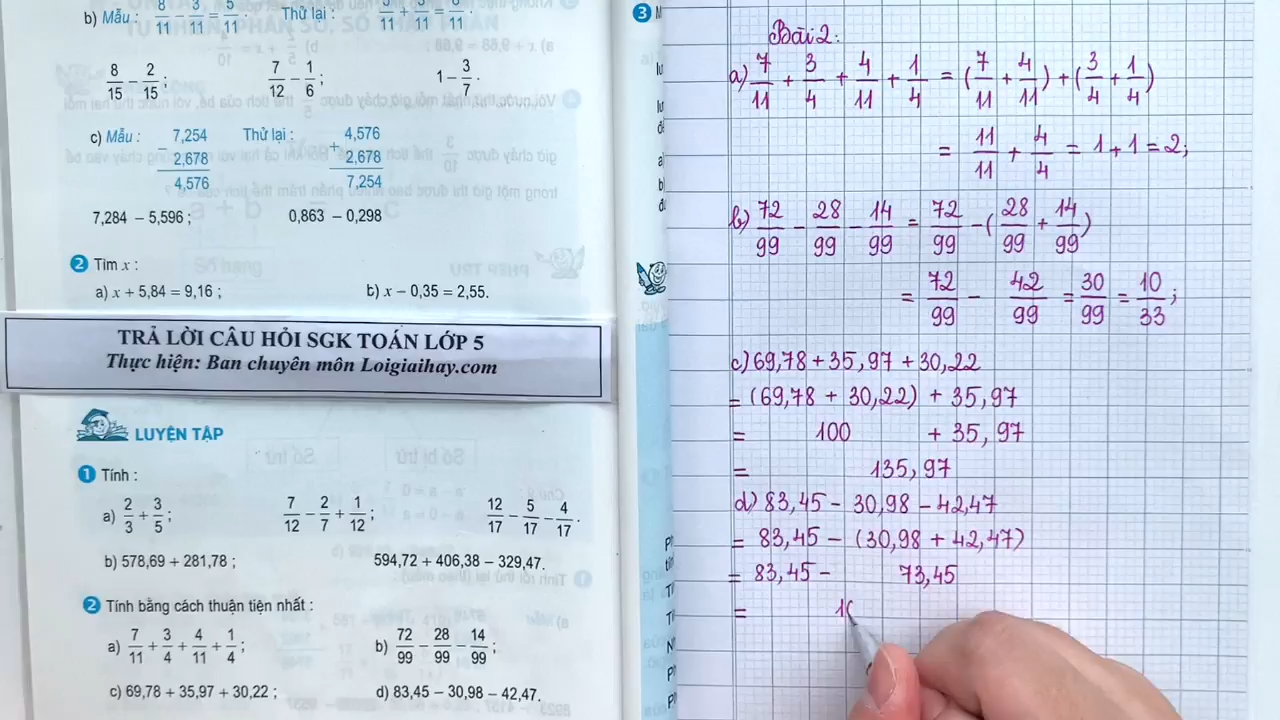 b) Mẫu : 8/11 − 3/11 = 5/11. Thử lại : 5/11 + 3/11 = 8/11.
8/15 − 2/15; 7/12 − 1/6; 1 − 3/7.
c) Mẫu : 7,254 − 2,678 4,576 Thử lại : 4,576 + 2,678 7,254
7,284 − 5,596 ; 0,863 − 0,298
2 Tìm x :
a) x + 5,84 = 9,16 ; b) x − 0,35 = 2,55.
TRẢ LỜI CÂU HỎI SGK TOÁN LỚP 5
Thực hiện: Ban chuyên môn Loigiaihay.com
LUYỆN TẬP
1 Tính :
a) 2/3 + 3/5; 7/12 − 2/7 + 1/12; 12/17 − 5/17 − 4/17.
b) 578,69 + 281,78 ; 594,72 + 406,38 − 329,47.
2 Tính bằng cách thuận tiện nhất :
a) 7/11 + 3/4 + 4/11 + 1/4; b) 72/99 − 28/99 − 14/99;
c) 69,78 + 35,97 + 30,22 ; d) 83,45 − 30,98 − 42,47.
3
Bài 2:
a) 7/11 + 3/4 + 4/11 + 1/4 = (7/11 + 4/11) + (3/4 + 1/4)
= 11/11 + 4/4 = 1 + 1 = 2;
b) 72/99 − 28/99 − 14/99 = 72/99 − (28/99 + 14/99)
= 72/99 − 42/99 = 30/99 = 10/33;
c) 69,78 + 35,97 + 30,22
= (69,78 + 30,22) + 35,97
= 100 + 35,97
= 135,97
d) 83,45 − 30,98 − 42,47
= 83,45 − (30,98 + 42,47)
= 83,45 − 73,45
= 10